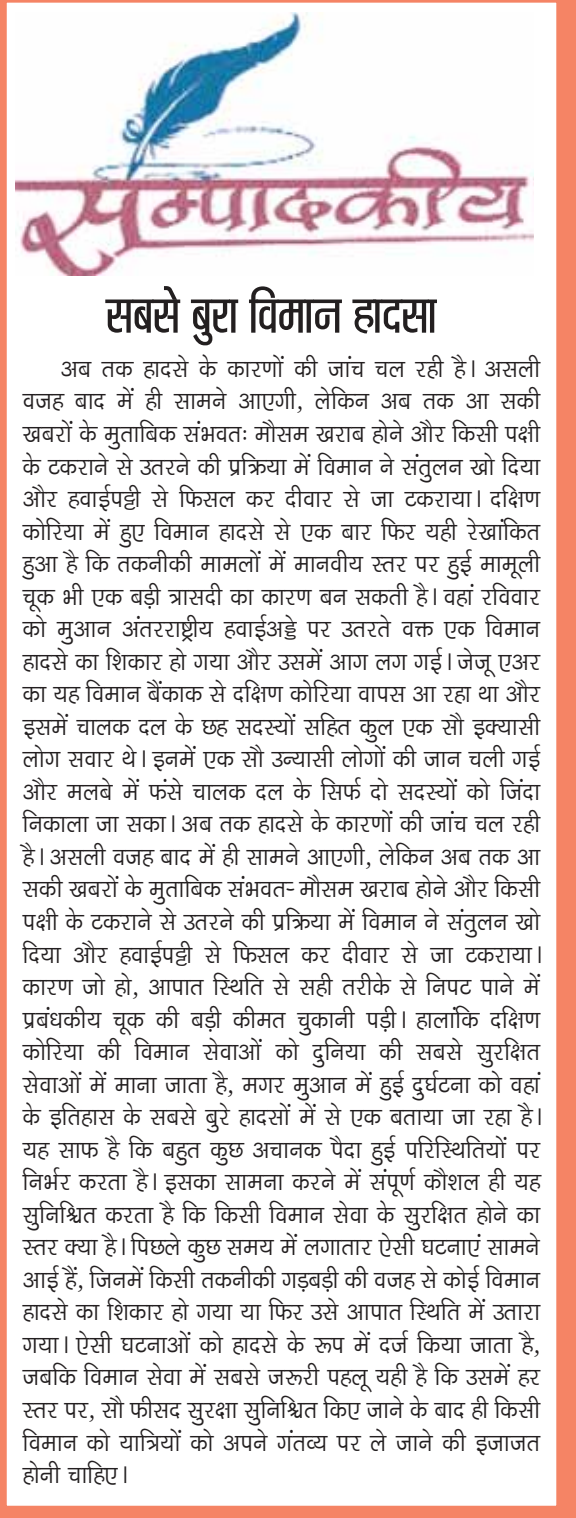 सम्पादकीय
सबसे बुरा विमान हादसा
अब तक हादसे के कारणों की जांच चल रही है। असली
वजह बाद में ही सामने आएगी, लेकिन अब तक आ सकी
खबरों के मुताबिक संभवतः मौसम खराब होने और किसी पक्षी
के टकराने से उतरने की प्रक्रिया में विमान ने संतुलन खो दिया
और हवाईपट्टी से फिसल कर दीवार से जा टकराया। दक्षिण
कोरिया में हुए विमान हादसे से एक बार फिर यही रेखांकित
हुआ है कि तकनीकी मामलों में मानवीय स्तर पर हुई मामूली
चूक भी एक बड़ी त्रासदी का कारण बन सकती है। वहां रविवार
को मुआन अंतरराष्ट्रीय हवाईअड्डे पर उतरते वक्त एक विमान
हादसे का शिकार हो गया और उसमें आग लग गई। जेजू एअर
का यह विमान बैंकाक से दक्षिण कोरिया वापस आ रहा था और
इसमें चालक दल के छह सदस्यों सहित कुल एक सौ इक्यासी
लोग सवार थे। इनमें एक सौ उन्यासी लोगों की जान चली गई
और मलबे में फंसे चालक दल के सिर्फ दो सदस्यों को जिंदा
निकाला जा सका। अब तक हादसे के कारणों की जांच चल रही
है। असली वजह बाद में ही सामने आएगी, लेकिन अब तक आ
सकी खबरों के मुताबिक संभवत- मौसम खराब होने और किसी
पक्षी के टकराने से उतरने की प्रक्रिया में विमान ने संतुलन खो
दिया और हवाईपट्टी से फिसल कर दीवार से जा टकराया।
कारण जो हो, आपात स्थिति से सही तरीके से निपट पाने में
प्रबंधकीय चूक की बड़ी कीमत चुकानी पड़ी। हालांकि दक्षिण
कोरिया की विमान सेवाओं को दुनिया की सबसे सुरक्षित
सेवाओं में माना जाता है, मगर मुआन में हुई दुर्घटना को वहां
के इतिहास के सबसे बुरे हादसों में से एक बताया जा रहा है।
यह साफ है कि बहुत कुछ अचानक पैदा हुई परिस्थितियों पर
निर्भर करता है। इसका सामना करने में संपूर्ण कौशल ही यह
सुनिश्चित करता है कि किसी विमान सेवा के सुरक्षित होने का
स्तर क्या है। पिछले कुछ समय में लगातार ऐसी घटनाएं सामने
आई हैं, जिनमें किसी तकनीकी गड़बड़ी की वजह से कोई विमान
हादसे का शिकार हो गया या फिर उसे आपात स्थिति में उतारा
गया। ऐसी घटनाओं को हादसे के रूप में दर्ज किया जाता है,
जबकि विमान सेवा में सबसे जरूरी पहलू यही है कि उसमें हर
स्तर पर, सौ फीसद सुरक्षा सुनिश्चित किए जाने के बाद ही किसी
विमान को यात्रियों को अपने गंतव्य पर ले जाने की इजाजत
होनी चाहिए।